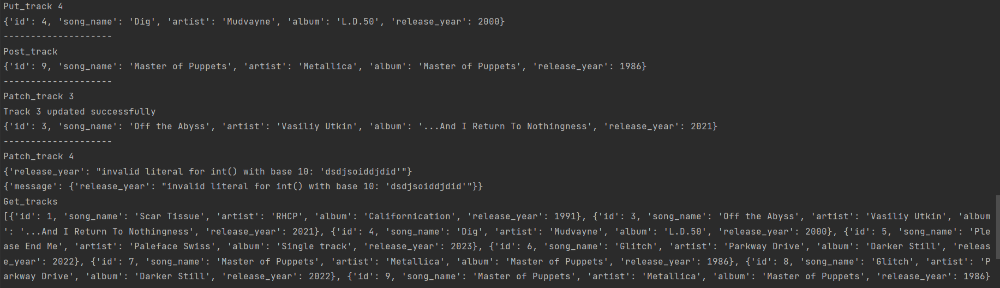 Put_track 4
{'id': 4, 'song_name': 'Dig', 'artist': 'Mudvayne', 'album': 'L.D.50', 'release_year': 2000}
--------------------
Post_track
{'id': 9, 'song_name': 'Master of Puppets', 'artist': 'Metallica', 'album': 'Master of Puppets', 'release_year': 1986}
--------------------
Patch_track 3
Track 3 updated successfully
{'id': 3, 'song_name': 'Off the Abyss', 'artist': 'Vasiliy Utkin', 'album': '...And I Return To Nothingness', 'release_year': 2021}
--------------------
Patch_track 4
{'release_year': "invalid literal for int() with base 10: 'dsdjsoiddjdid'"}
{'message': {'release_year': "invalid literal for int() with base 10: 'dsdjsoiddjdid'"}}
Get_tracks
[{'id': 1, 'song_name': 'Scar Tissue', 'artist': 'RHCP', 'album': 'Californication', 'release_year': 1991}, {'id': 3, 'song_name': 'Off the Abyss', 'artist': 'Vasiliy Utkin', 'album
': '...And I Return To Nothingness', 'release_year': 2021}, {'id': 4, 'song_name': 'Dig', 'artist': 'Mudvayne', 'album': 'L.D.50', 'release_year': 2000}, {'id': 5, 'song_name': 'Ple
ase End Me', 'artist': 'Paleface Swiss', 'album': 'Single track', 'release_year': 2023}, {'id': 6, 'song_name': 'Glitch', 'artist': 'Parkway Drive', 'album': 'Darker Still', 'releas
e_year': 2022}, {'id': 7, 'song_name': 'Master of Puppets', 'artist': 'Metallica', 'album': 'Master of Puppets', 'release_year': 1986}, {'id': 8, 'song_name': 'Glitch', 'artist': 'P
arkway Drive', 'album': 'Darker Still', 'release_year': 2022}, {'id': 9, 'song_name': 'Master of Puppets', 'artist': 'Metallica', 'album': 'Master of Puppets', 'release_year': 1986}